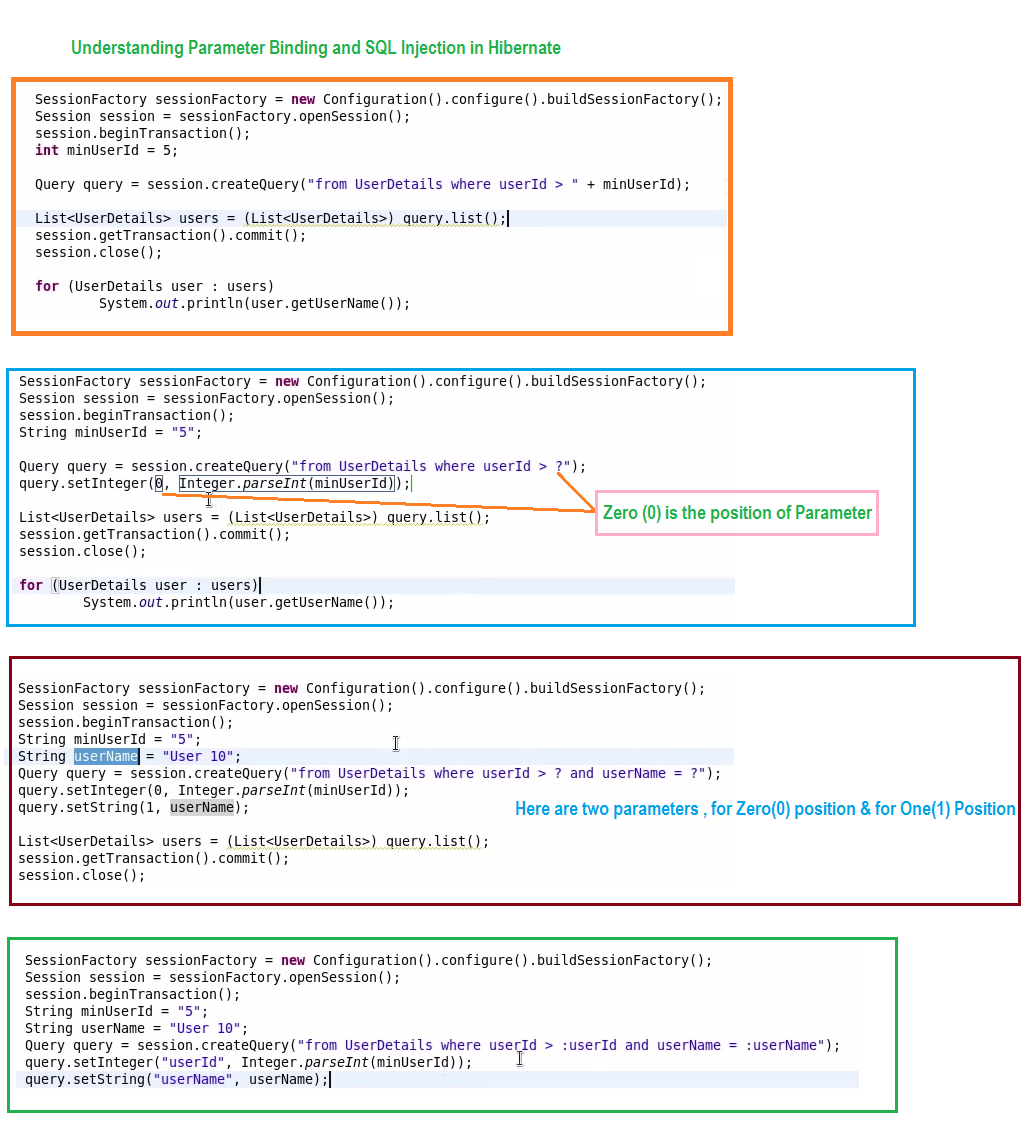 Understanding Parameter Binding and SQL Injection in Hibernate
SessionFactory sessionFactory = new Configuration().configure().buildSessionFactory();
Session session = sessionFactory.openSession();
session.beginTransaction();
int minUserId = 5;
Query query = session.createQuery("from UserDetails where userId > " + minUserId);
List<UserDetails> users = (List<UserDetails>) query.list();
session.getTransaction().commit();
session.close();
for (UserDetails user : users)
System.out.println(user.getUserName());
SessionFactory sessionFactory = new Configuration().configure().buildSessionFactory();
Session session = sessionFactory.openSession();
session.beginTransaction();
String minUserId = "5";
Query query = session.createQuery("from UserDetails where userId > ?");
query.setInteger(0, Integer.parseInt(minUserId));
Zero (0) is the position of Parameter
List<UserDetails> users = (List<UserDetails>) query.list();
session.getTransaction().commit();
session.close();
for (UserDetails user : users)
System.out.println(user.getUserName());
SessionFactory sessionFactory = new Configuration().configure().buildSessionFactory();
Session session = sessionFactory.openSession();
session.beginTransaction();
String minUserId = "5";
String userName = "User 10";
Query query = session.createQuery("from UserDetails where userId > ? and userName = ?");
query.setInteger(0, Integer.parseInt(minUserId));
query.setString(1, userName);
Here are two parameters , for Zero(0) position & for One(1) Position
List<UserDetails> users = (List<UserDetails>) query.list();
session.getTransaction().commit();
session.close();
SessionFactory sessionFactory = new Configuration().configure().buildSessionFactory();
Session session = sessionFactory.openSession();
session.beginTransaction();
String minUserId = "5";
String userName = "User 10";
Query query = session.createQuery("from UserDetails where userId > :userId and userName = :userName");
query.setInteger("userId", Integer.parseInt(minUserId));
query.setString("userName", userName);